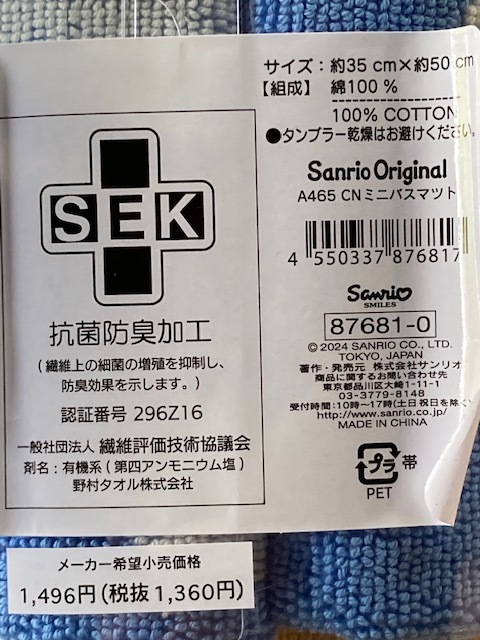 サイズ：約35 cm×約50 cm
【組成】 綿100 %
100% COTTON
●タンブラー乾燥はお避けください。
Sanrio Original
A465 CNミニバスマット
4 550337 876817
Sanrio
SMILES
87681-0
© 2024 SANRIO CO., LTD.
TOKYO, JAPAN
著作・発売元 株式会社サンリオ
商品に関するお問い合わせ先
東京都品川区大崎1-11-1
03-3779-8148
受付時間：10時〜17時(土日祝日を除く)
http://www.sanrio.co.jp/
MADE IN CHINA
プラ 帯
PET
SEK
抗菌防臭加工
(繊維上の細菌の増殖を抑制し、
防臭効果を示します。)
認証番号 296Z16
一般社団法人 繊維評価技術協議会
剤名：有機系（第四アンモニウム塩）
野村タオル株式会社
メーカー希望小売価格
1,496円(税抜1,360円)